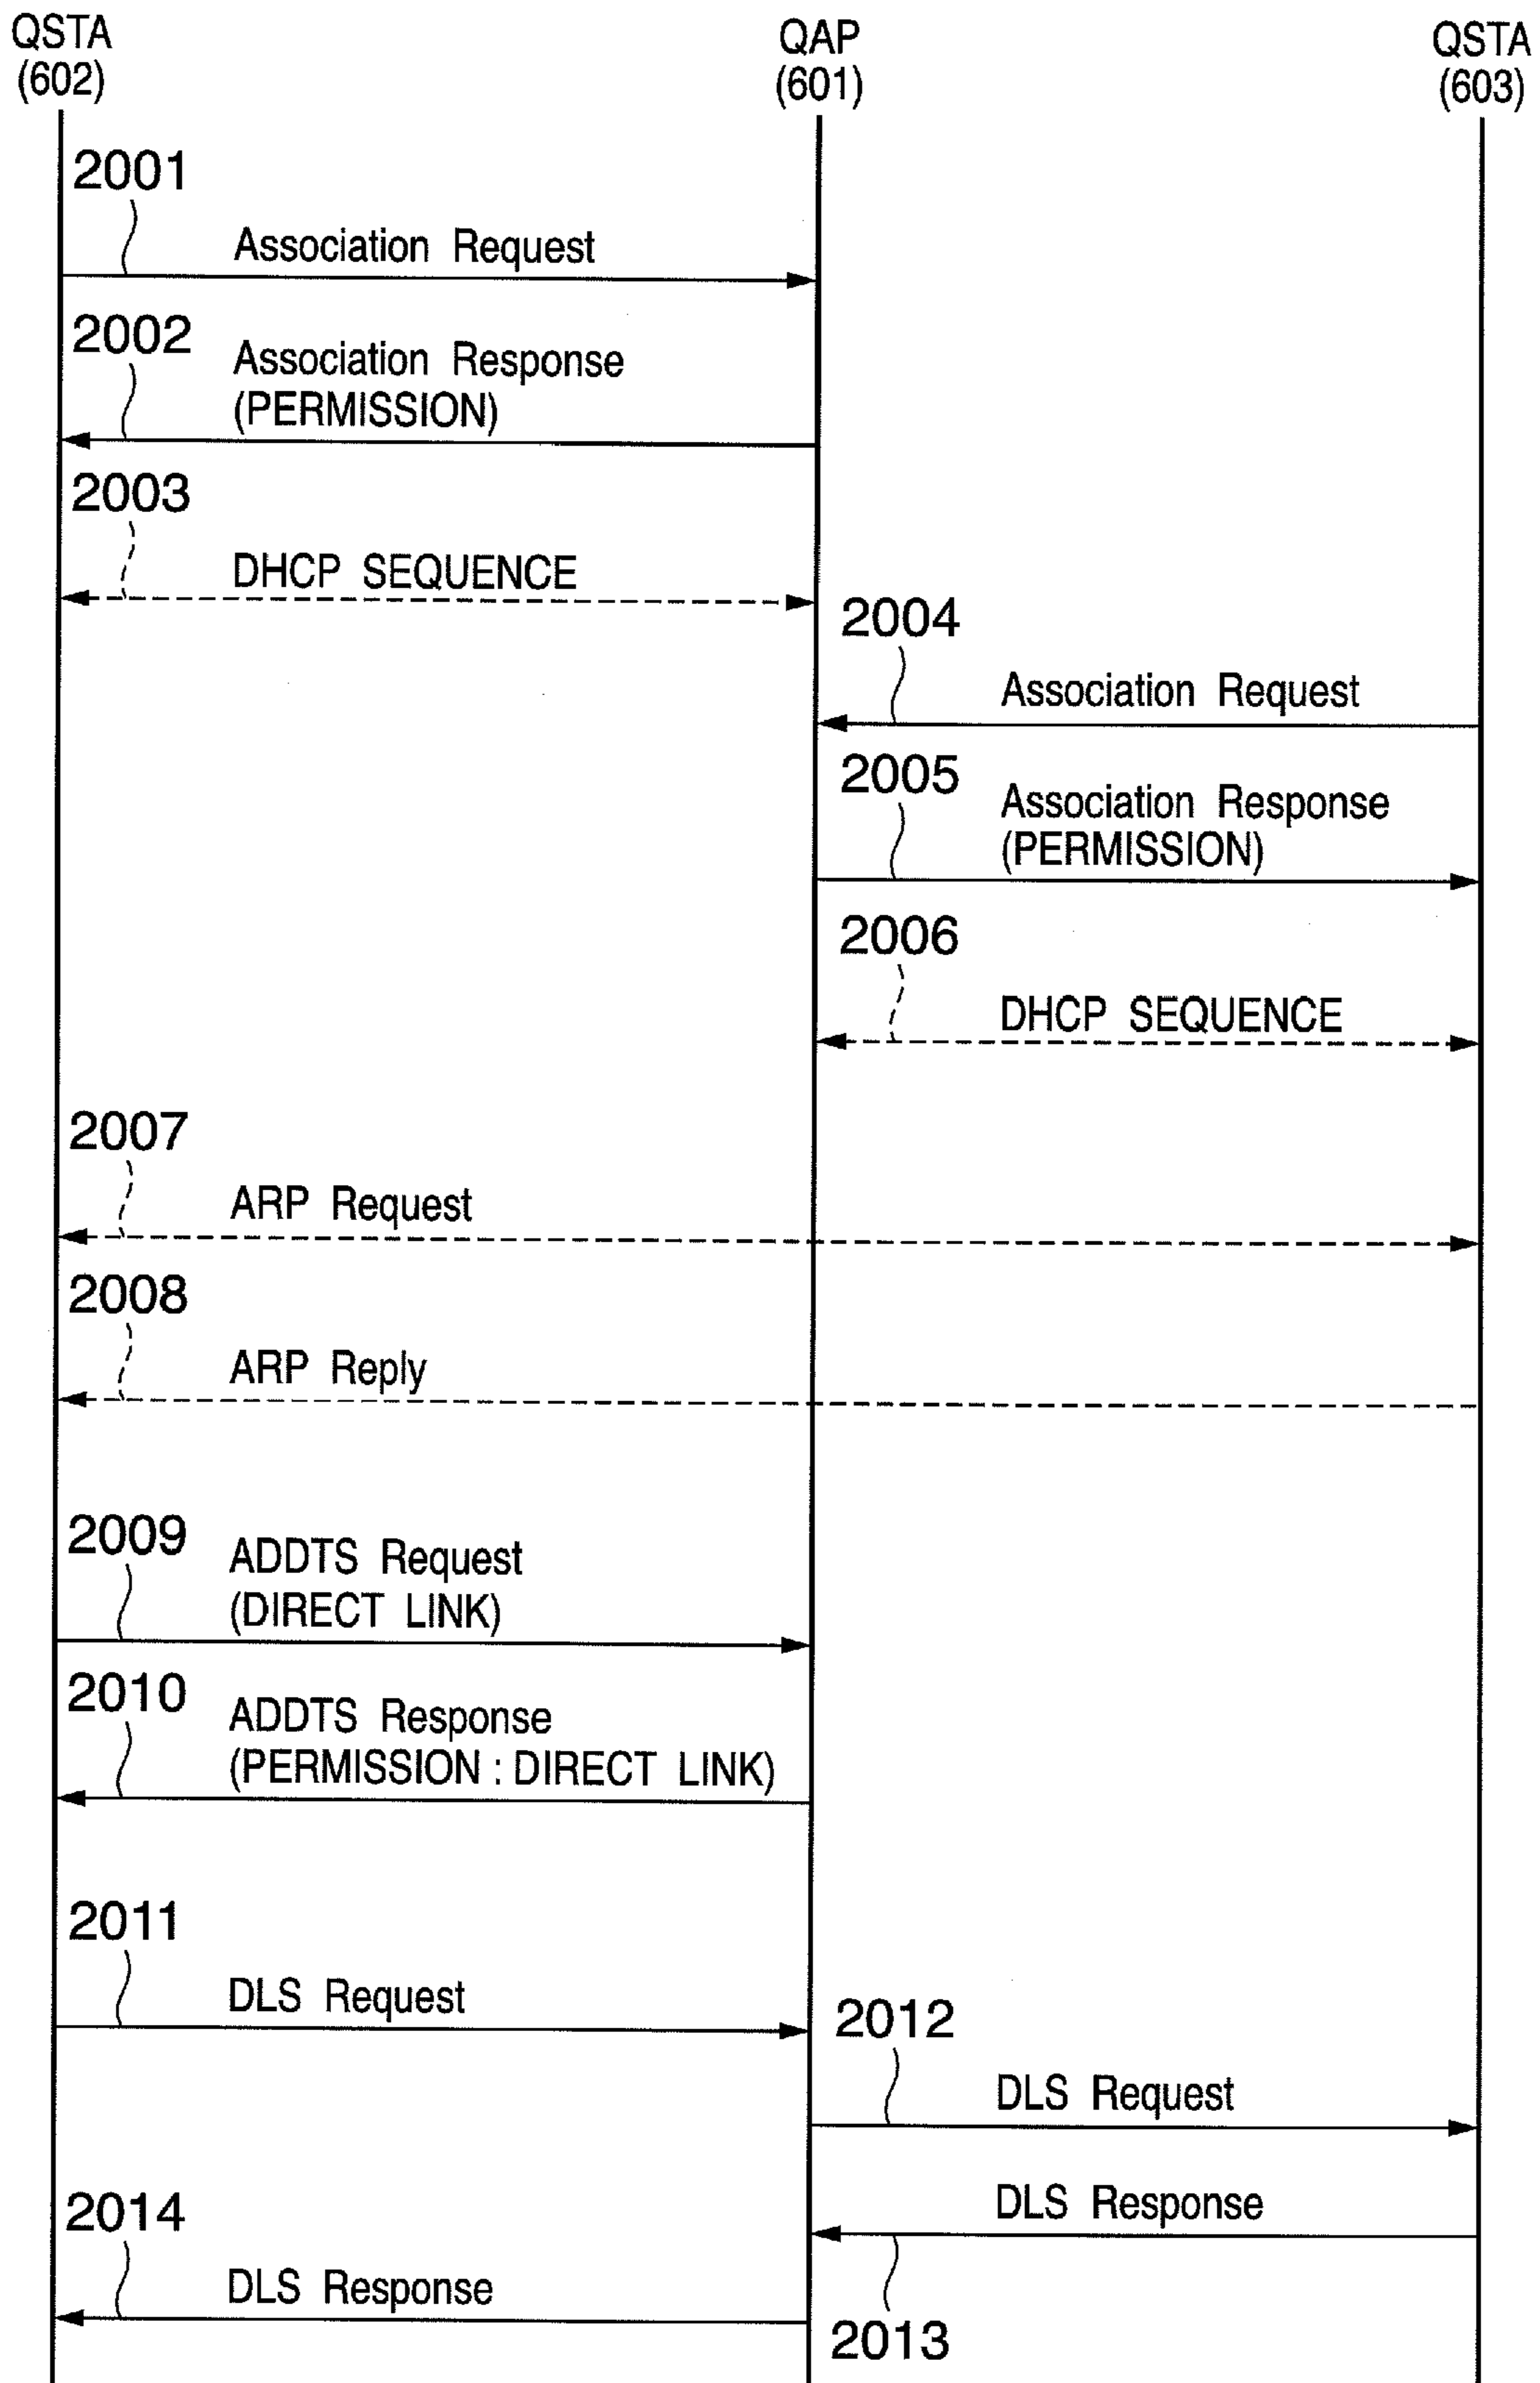 QSTA
(602)
QAP
(601)
QSTA
(603)
2001
Association Request
2002
Association Response
(PERMISSION)
2003
DHCP SEQUENCE
2004
Association Request
2005
Association Response
(PERMISSION)
2006
DHCP SEQUENCE
2007
ARP Request
2008
ARP Reply
2009
ADDTS Request
(DIRECT LINK)
2010
ADDTS Response
(PERMISSION : DIRECT LINK)
2011
DLS Request
2012
DLS Request
DLS Response
2013
2014
DLS Response